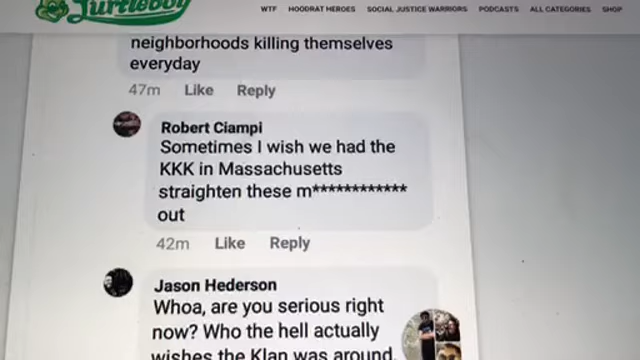 Turtleboy
WTF HOODRAT HEROES SOCIAL JUSTICE WARRIORS PODCASTS ALL CATEGORIES SHOP
neighborhoods killing themselves
everyday
47m Like Reply
Robert Ciampi
Sometimes I wish we had the
KKK in Massachusetts
straighten these m************
out
42m Like Reply
Jason Hederson
Whoa, are you serious right
now? Who the hell actually
wishes the Klan was around.